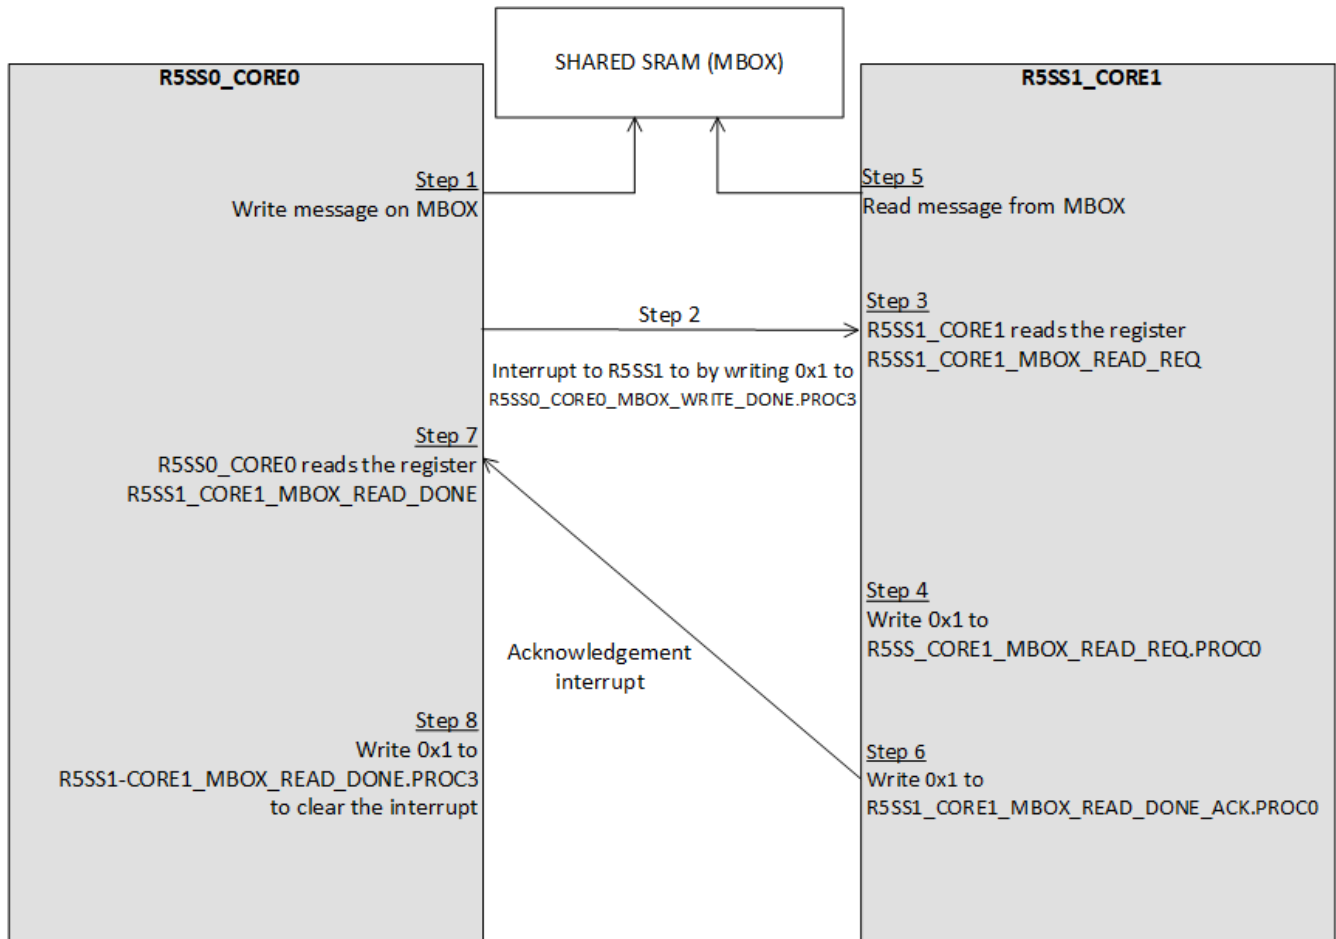 SHARED SRAM (MBOX)
R5SS0_CORE0
R5SS1_CORE1
Step 1
Write message on MBOX
Step 5
Read message from MBOX
Step 2
Interrupt to R5SS1 to by writing 0x1 to
R5SS0_CORE0_MBOX_WRITE_DONE.PROC3
Step 3
R5SS1_CORE1 reads the register
R5SS1_CORE1_MBOX_READ_REQ
Step 7
R5SS0_CORE0 reads the register
R5SS1_CORE1_MBOX_READ_DONE
Step 4
Write 0x1 to
R5SS_CORE1_MBOX_READ_REQ.PROC0
Acknowledgement
interrupt
Step 8
Write 0x1 to
R5SS1-CORE1_MBOX_READ_DONE.PROC3
to clear the interrupt
Step 6
Write 0x1 to
R5SS1_CORE1_MBOX_READ_DONE_ACK.PROC0